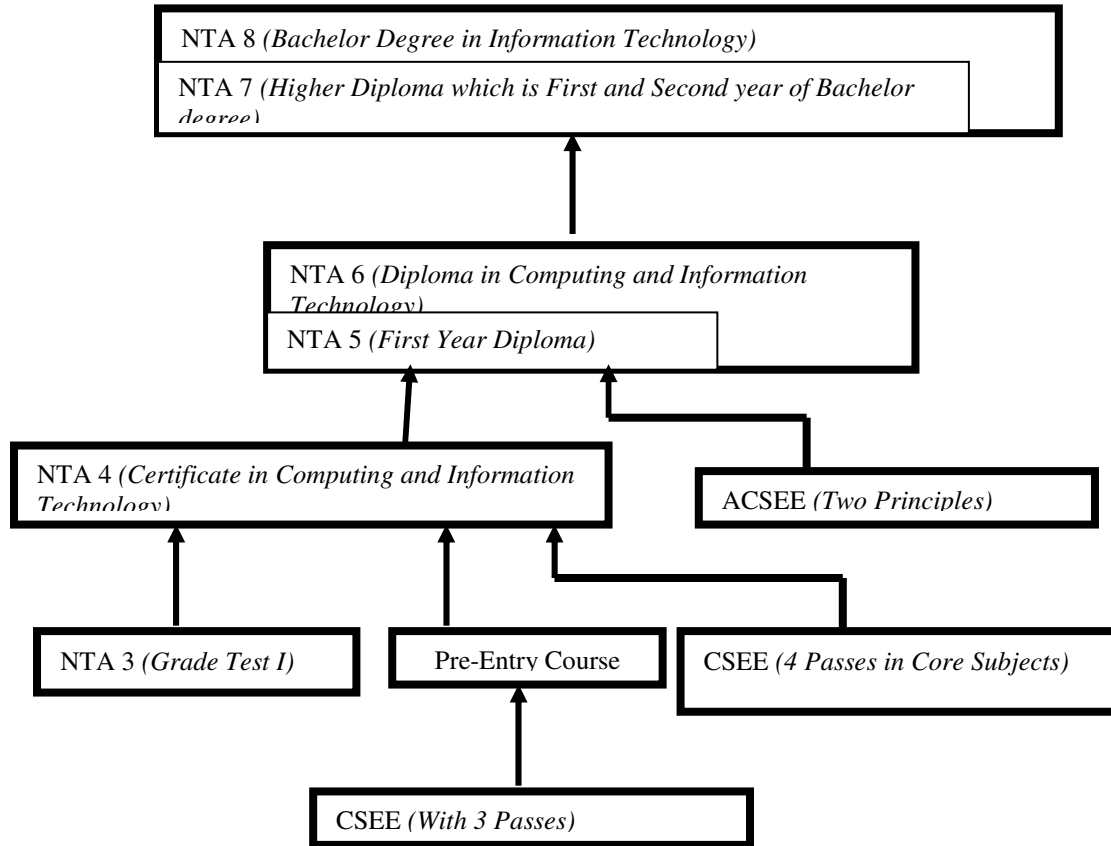 NTA 8 (Bachelor Degree in Information Technology)
NTA 7 (Higher Diploma which is First and Second year of Bachelor
degree)
NTA 6 (Diploma in Computing and Information
Technology)
NTA 5 (First Year Diploma)
NTA 4 (Certificate in Computing and Information
Technology)
ACSEE (Two Principles)
NTA 3 (Grade Test I)
Pre-Entry Course
CSEE (4 Passes in Core Subjects)
CSEE (With 3 Passes)